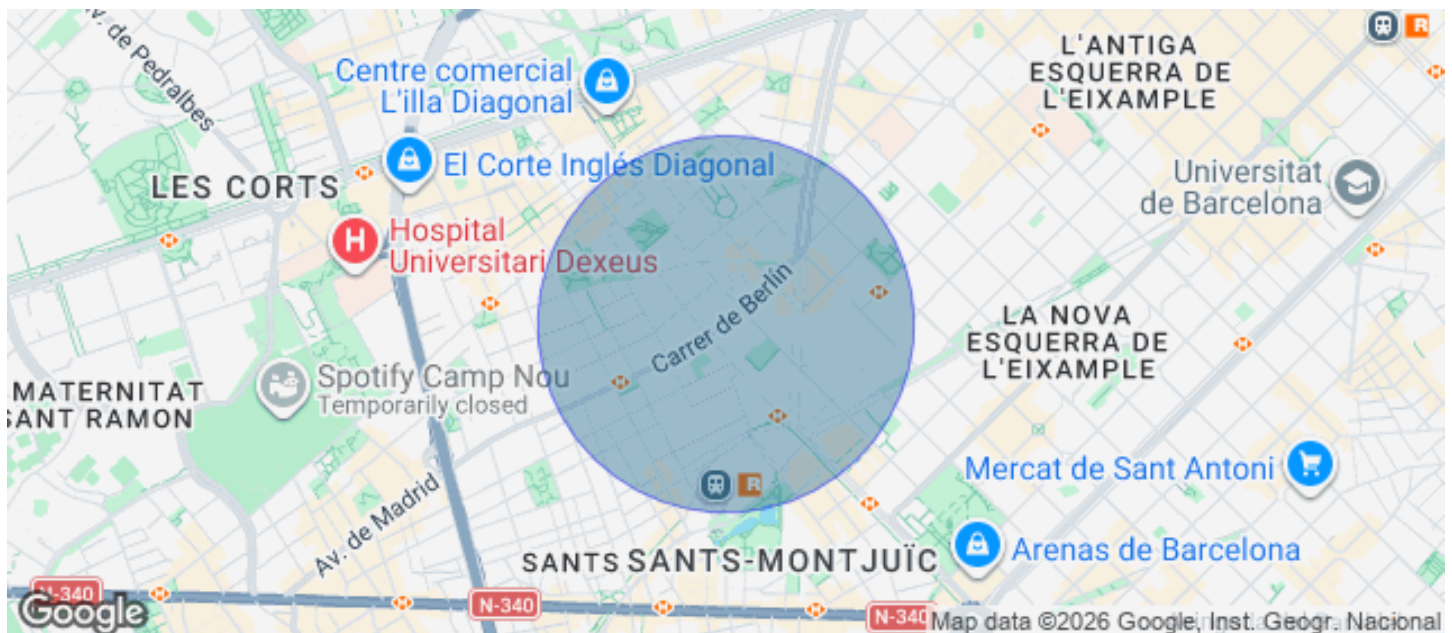 Av. de Pedralbes
L'ANTIGA
ESQUERRA DE
L'EIXAMPLE
R
Centre comercial
L'illa Diagonal
El Corte Inglés Diagonal
LES CORTS
Universitat
de Barcelona
H
Hospital
Universitari Dexeus
Carrer de Berlín
LA NOVA
ESQUERRA DE
L'EIXAMPLE
MATERNITAT
SANT RAMON
Spotify Camp Nou
Temporarily closed
Mercat de Sant Antoni
R
Av. de Madrid
SANTS
SANTS-MONTJUÏC
Arenas de Barcelona
N-340
N-340
N-340
Google
Map data ©2026 Google, Inst. Geogr. Nacional